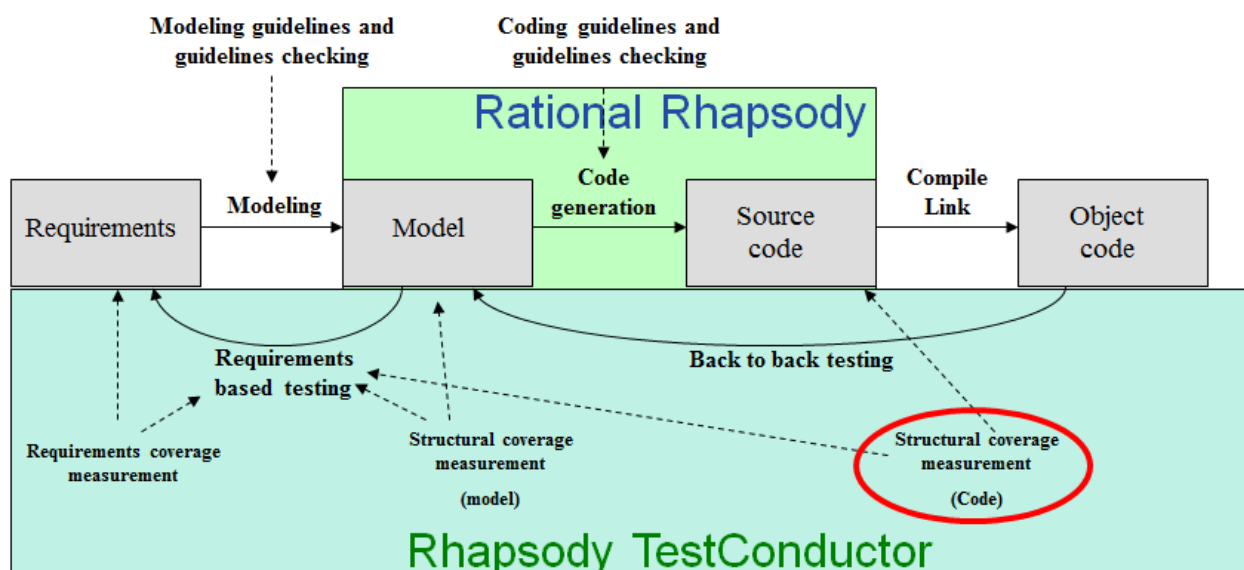 Modeling guidelines and
guidelines checking
Coding guidelines and
guidelines checking
Rational Rhapsody
Requirements
Modeling
Model
Code
generation
Source
code
Compile
Link
Object
code
Requirements
based testing
Back to back testing
Requirements coverage
measurement
Structural coverage
measurement
(model)
Structural coverage
measurement
(Code)
Rhapsody TestConductor